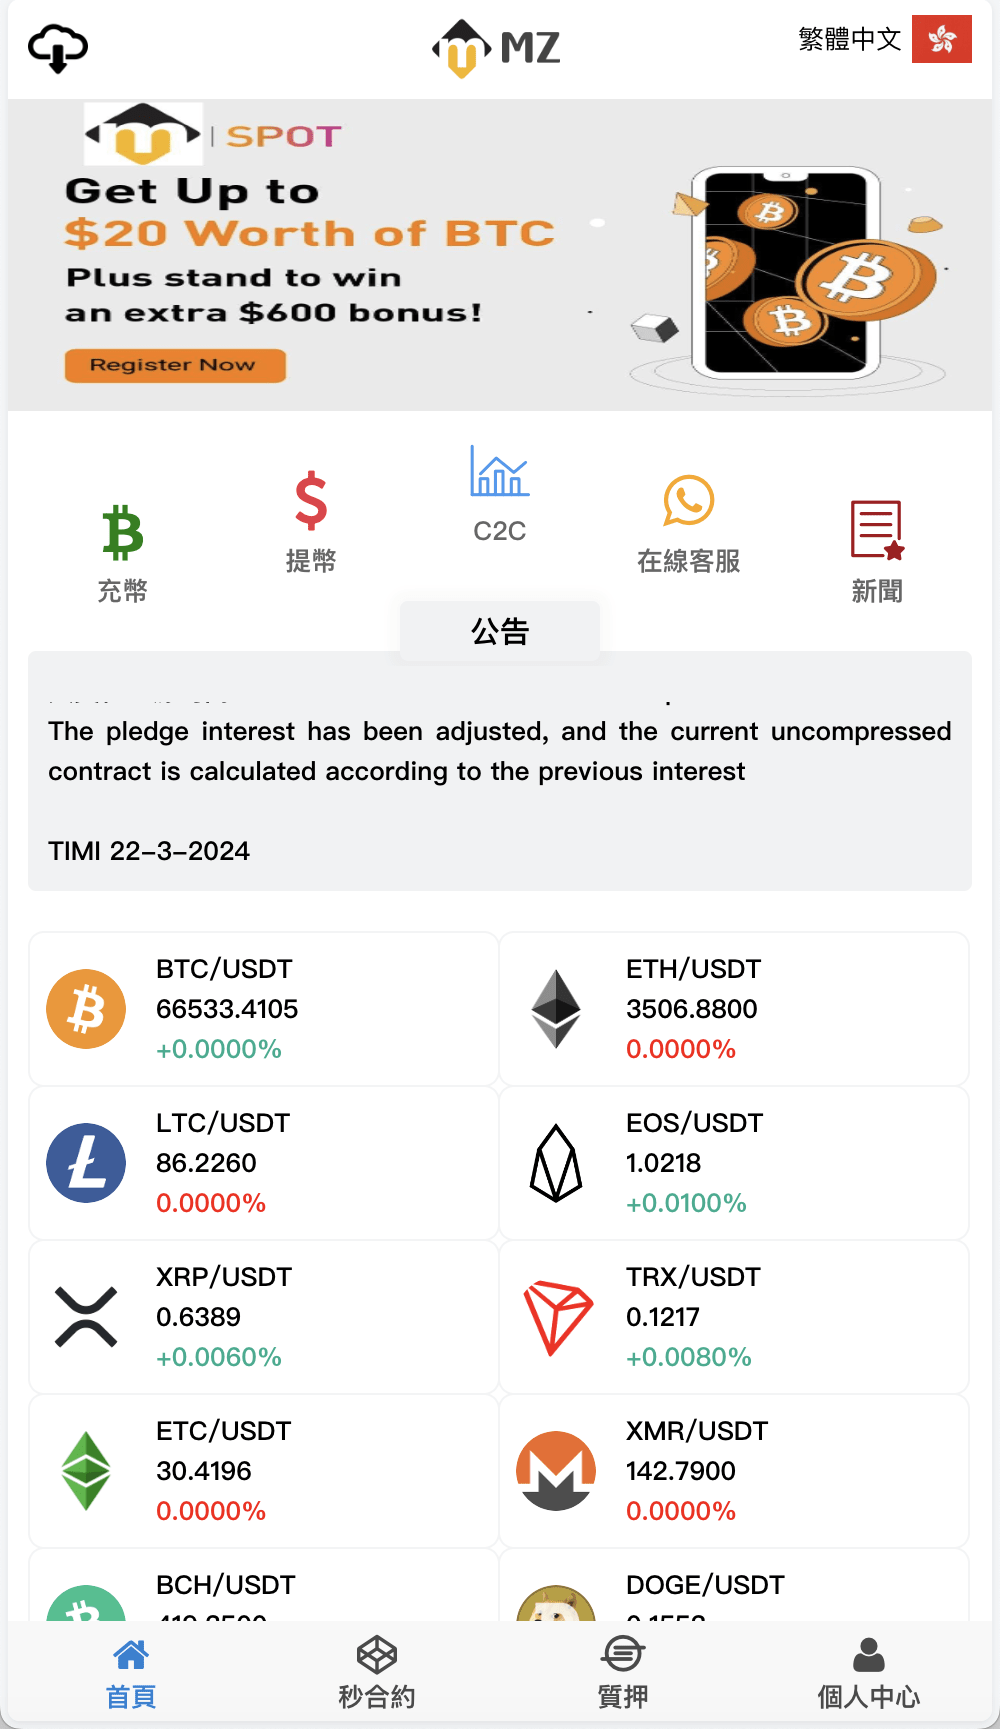 MZ
繁體中文
SPOT
Get Up to
$20 Worth of BTC
Plus stand to win
an extra $600 bonus!
Register Now
充幣
提幣
C2C
在線客服
新聞
公告
The pledge interest has been adjusted, and the current uncompressed
contract is calculated according to the previous interest
TIMI 22-3-2024
BTC/USDT
66533.4105
+0.0000%
ETH/USDT
3506.8800
0.0000%
LTC/USDT
86.2260
0.0000%
EOS/USDT
1.0218
+0.0100%
XRP/USDT
0.6389
+0.0060%
TRX/USDT
0.1217
+0.0080%
ETC/USDT
30.4196
0.0000%
XMR/USDT
142.7900
0.0000%
BCH/USDT
DOGE/USDT
首頁
秒合約
質押
個人中心